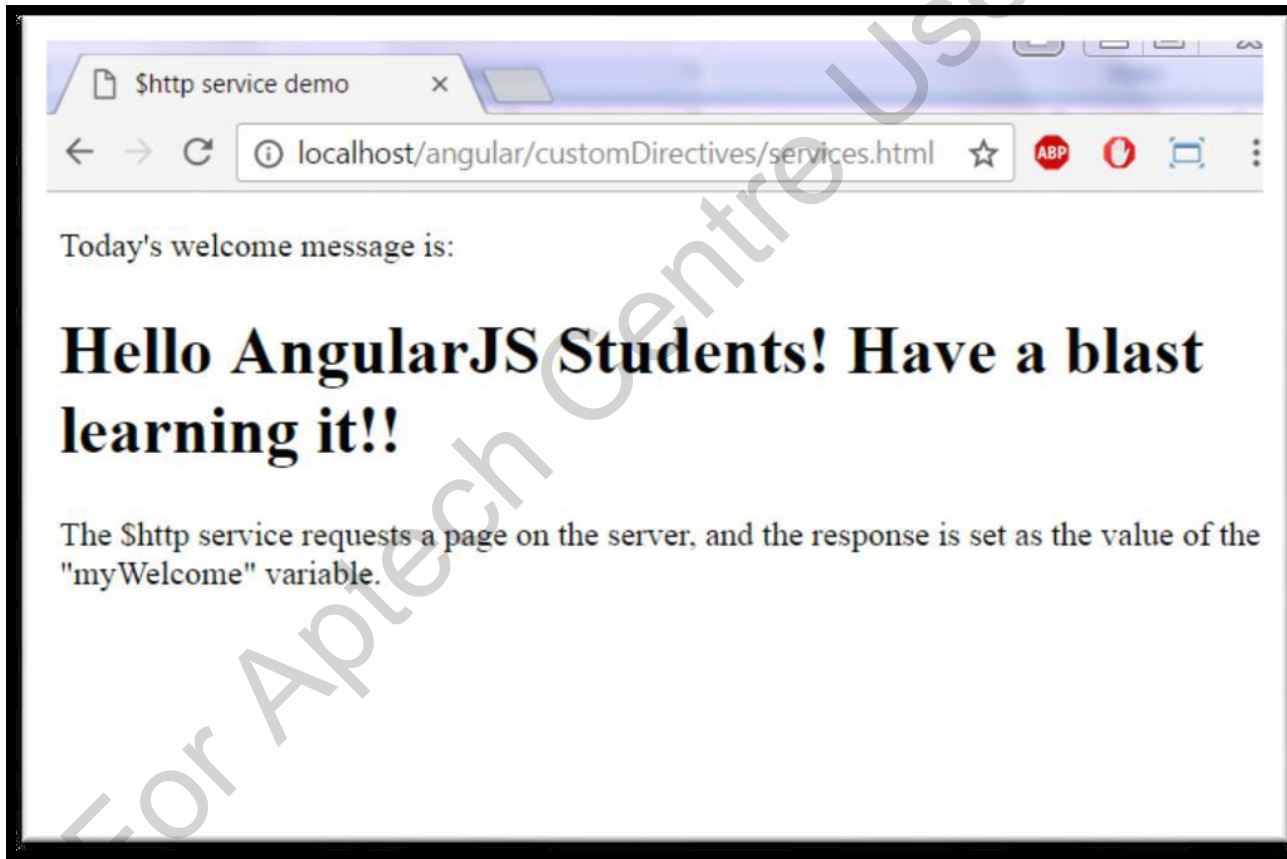 $http service demo
localhost/angular/customDirectives/services.html
ABP
Today's welcome message is:
Hello AngularJS Students! Have a blast
learning it!!
The $http service requests a page on the server, and the response is set as the value of the
"myWelcome" variable.
For Aptech Centre Use